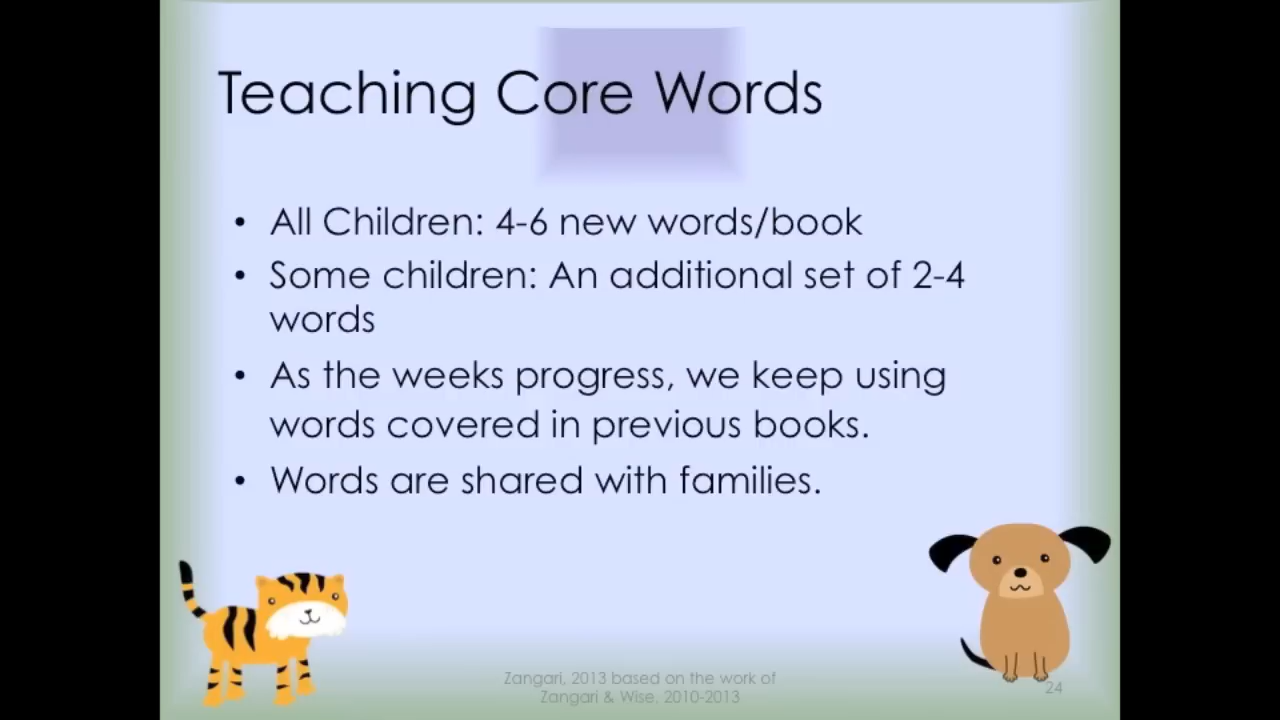 Teaching Core Words
• All Children: 4-6 new words/book
• Some children: An additional set of 2-4
words
• As the weeks progress, we keep using
words covered in previous books.
• Words are shared with families.
Zangari, 2013 based on the work of
Zangari & Wise, 2010-2013
24